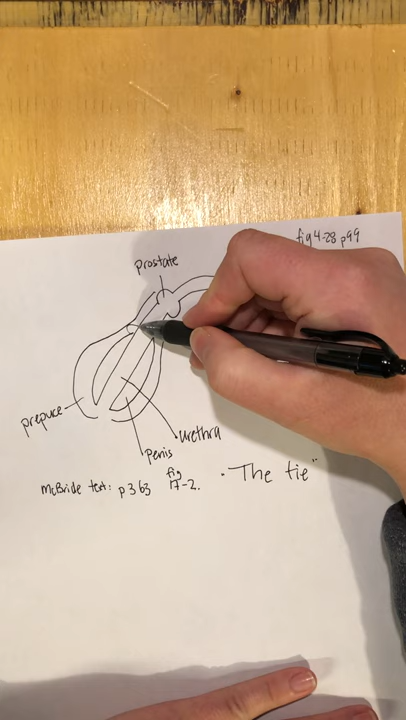 fig 4-28 p99
prostate
prepuce
urethra
penis
McBride text: p363 fig 17-2.
"The tie"